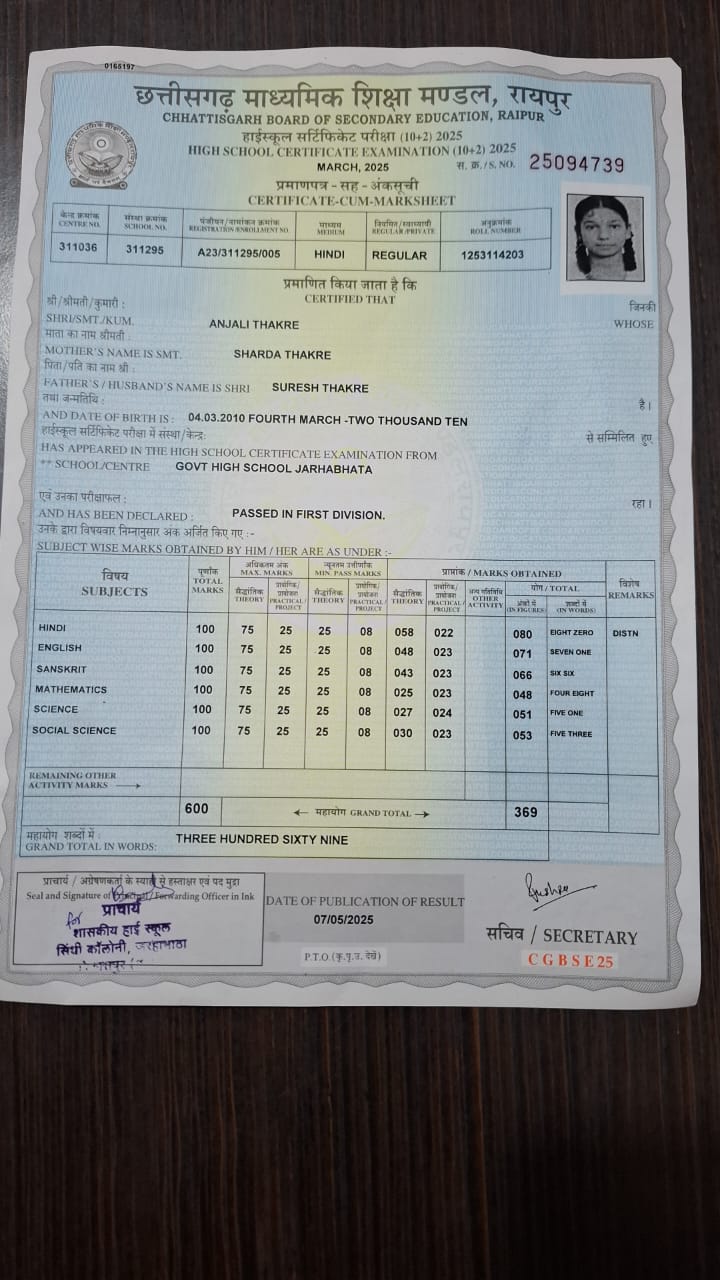 0165197
छत्तीसगढ़ माध्यमिक शिक्षा मण्डल, रायपुर
CHHATTISGARH BOARD OF SECONDARY EDUCATION, RAIPUR
हाईस्कूल सर्टिफिकेट परीक्षा (10+2) 2025
HIGH SCHOOL CERTIFICATE EXAMINATION (10+2) 2025
MARCH, 2025 स. क्र./S. NO. 25094739
प्रमाणपत्र - सह - अंकसूची
CERTIFICATE-CUM-MARKSHEET
केन्द्र क्रमांक संस्था क्रमांक पंजीयन/नामांकन क्रमांक माध्यम नियमित/स्वाध्यायी अनुक्रमांक
CENTRE NO. SCHOOL NO. REGISTRATION/ENROLLMENT NO. MEDIUM REGULAR/PRIVATE ROLL NUMBER
311036 311295 A23/311295/005 HINDI REGULAR 1253114203
प्रमाणित किया जाता है कि
CERTIFIED THAT
श्री/श्रीमती/कुमारी : जिनकी
SHRI/SMT./KUM. ANJALI THAKRE WHOSE
माता का नाम श्रीमती :
MOTHER'S NAME IS SMT. SHARDA THAKRE
पिता/पति का नाम श्री :
FATHER'S / HUSBAND'S NAME IS SHRI SURESH THAKRE
तथा जन्मतिथि : है।
AND DATE OF BIRTH IS : 04.03.2010 FOURTH MARCH -TWO THOUSAND TEN
हाईस्कूल सर्टिफिकेट परीक्षा में संस्था/केन्द्र: से सम्मिलित हुए
HAS APPEARED IN THE HIGH SCHOOL CERTIFICATE EXAMINATION FROM
** SCHOOL/CENTRE GOVT HIGH SCHOOL JARHABHATA
एवं उनका परीक्षाफल : रहा।
AND HAS BEEN DECLARED : PASSED IN FIRST DIVISION.
उनके द्वारा विषयवार निम्नानुसार अंक अर्जित किए गए :-
SUBJECT WISE MARKS OBTAINED BY HIM / HER ARE AS UNDER :-
विषय पूर्णांक अधिकतम अंक न्यूनतम उत्तीर्णांक प्राप्तांक / MARKS OBTAINED विशेष
SUBJECTS TOTAL MARKS MAX. MARKS MIN. PASS MARKS योग / TOTAL REMARKS
सैद्धांतिक प्रायोगिक/प्रायोजना सैद्धांतिक प्रायोगिक/प्रायोजना सैद्धांतिक प्रायोगिक/प्रायोजना अन्य गतिविधि अंकों में शब्दों में
THEORY PRACTICAL/PROJECT THEORY PRACTICAL/PROJECT THEORY PRACTICAL/PROJECT OTHER ACTIVITY (IN FIGURES) (IN WORDS)
HINDI 100 75 25 25 08 058 022 080 EIGHT ZERO DISTN
ENGLISH 100 75 25 25 08 048 023 071 SEVEN ONE
SANSKRIT 100 75 25 25 08 043 023 066 SIX SIX
MATHEMATICS 100 75 25 25 08 025 023 048 FOUR EIGHT
SCIENCE 100 75 25 25 08 027 024 051 FIVE ONE
SOCIAL SCIENCE 100 75 25 25 08 030 023 053 FIVE THREE
REMAINING OTHER
ACTIVITY MARKS →
600 ← महायोग GRAND TOTAL → 369
महायोग शब्दों में :
GRAND TOTAL IN WORDS: THREE HUNDRED SIXTY NINE
प्राचार्य / अग्रेषणकर्ता के स्याही से हस्ताक्षर एवं पद मुद्रा
Seal and Signature of Principal / Forwarding Officer in Ink
for प्राचार्य
शासकीय हाई स्कूल
सिंधी कॉलोनी, जरहाभाठा
DATE OF PUBLICATION OF RESULT
07/05/2025
P.T.O. (कृ.पृ.उ. देखें)
सचिव / SECRETARY
CGBSE25